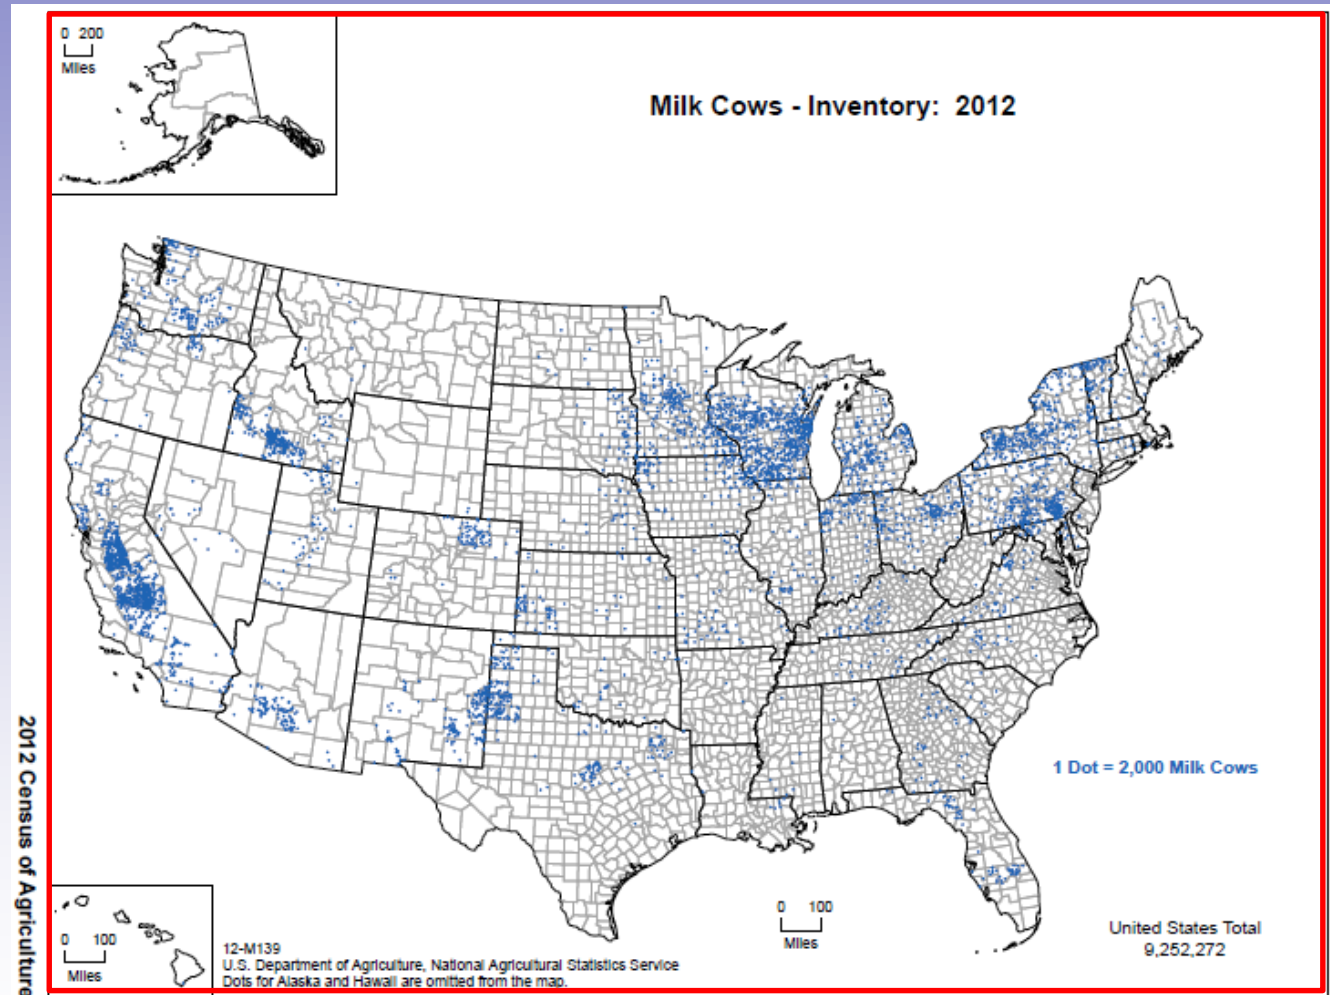 0 200
Miles
Milk Cows - Inventory: 2012
1 Dot = 2,000 Milk Cows
0 100
Miles
United States Total
9,252,272
0 100
Miles
12-M139
U.S. Department of Agriculture, National Agricultural Statistics Service
Dots for Alaska and Hawaii are omitted from the map.
2012 Census of Agriculture